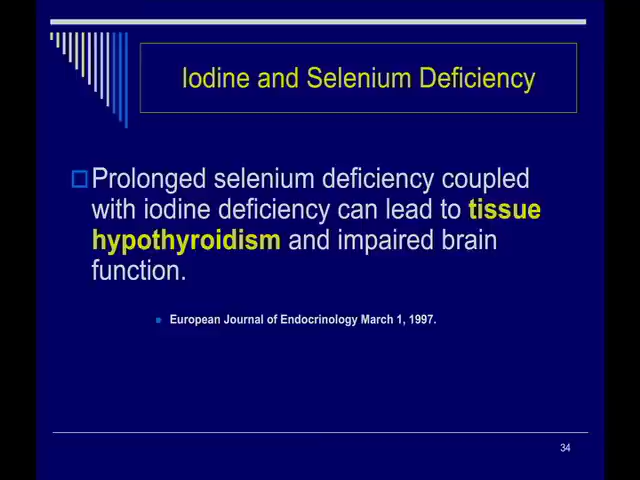 Iodine and Selenium Deficiency
Prolonged selenium deficiency coupled
with iodine deficiency can lead to tissue
hypothyroidism and impaired brain
function.
European Journal of Endocrinology March 1, 1997.
34